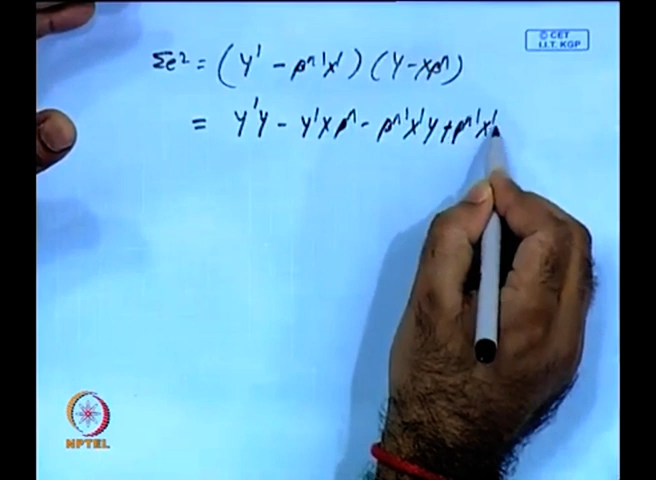 © CET
I.I.T. KGP
Σe² = (Y' - β^'X') (Y - Xβ^)
= Y'Y - Y'Xβ^ - β^'X'Y + β^'X'
NPTEL